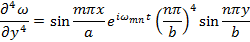 ∂⁴ω/∂y⁴ = sin mπx/a e^{iω_{mn}t} (nπ/b)⁴ sin nπy/b